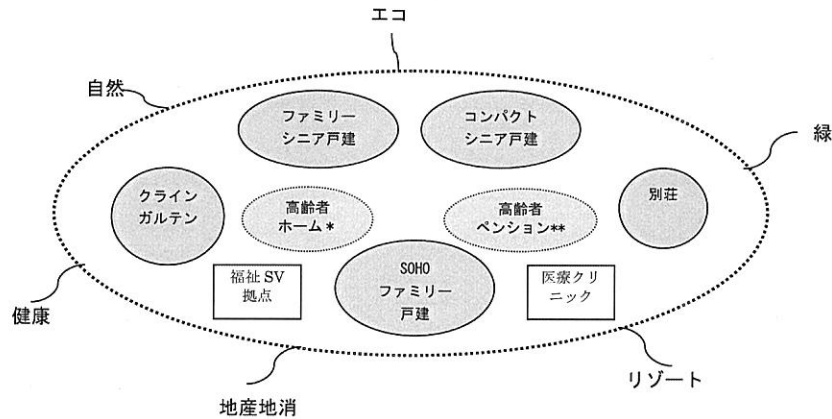 エコ
自然
ファミリー
シニア戸建
コンパクト
シニア戸建
緑
クライン
ガルテン
高齢者
ホーム *
高齢者
ペンション**
別荘
福祉 SV
拠点
SOHO
ファミリー
戸建
医療クリ
ニック
健康
リゾート
地産地消